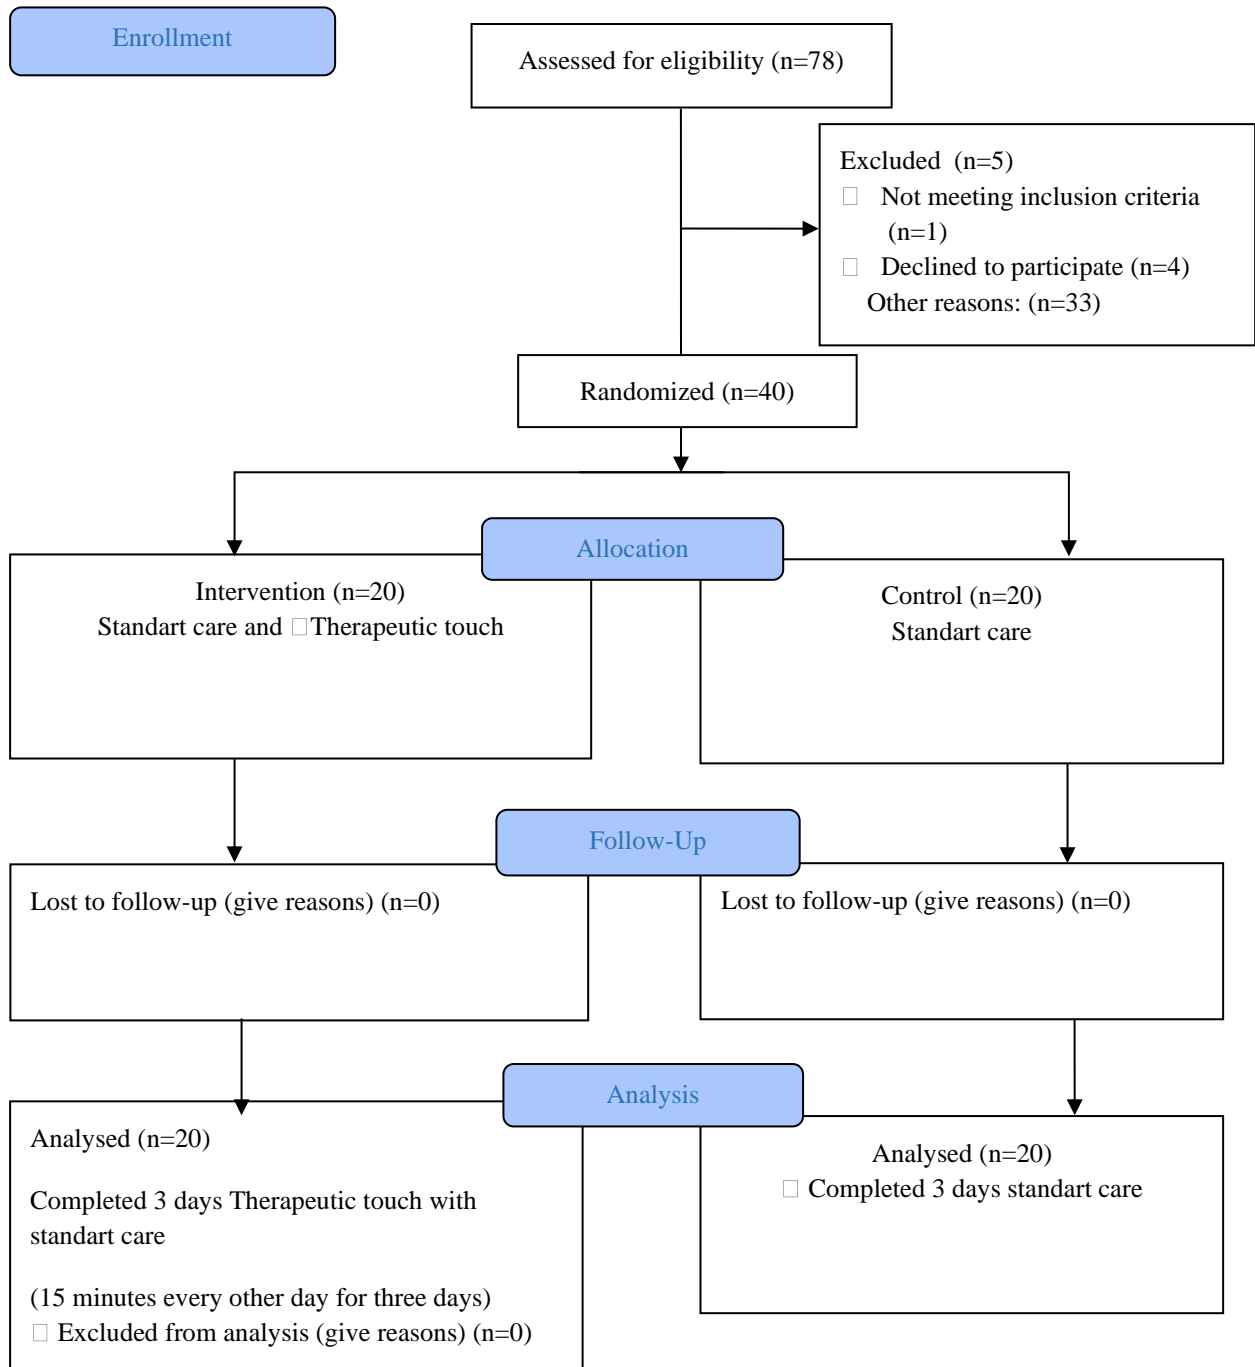 Enrollment
Assessed for eligibility (n=78)
Excluded  (n=5)
□ Not meeting inclusion criteria
(n=1)
□ Declined to participate (n=4)
Other reasons: (n=33)
Randomized (n=40)
Allocation
Intervention (n=20)
Standart care and □Therapeutic touch
Control (n=20)
Standart care
Follow-Up
Lost to follow-up (give reasons) (n=0)
Lost to follow-up (give reasons) (n=0)
Analysis
Analysed (n=20)
Completed 3 days Therapeutic touch with
standart care
(15 minutes every other day for three days)
□ Excluded from analysis (give reasons) (n=0)
Analysed (n=20)
□ Completed 3 days standart care